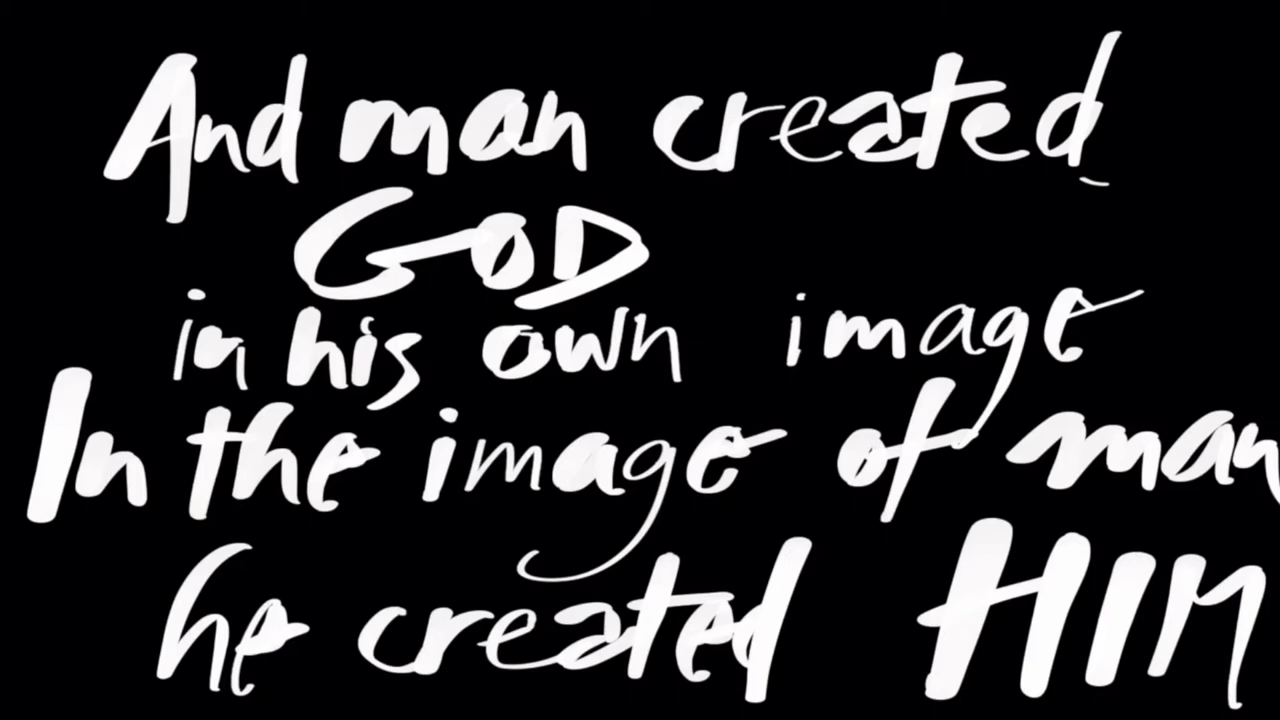 And man created
GOD
in his own image
In the image of man
he created HIM